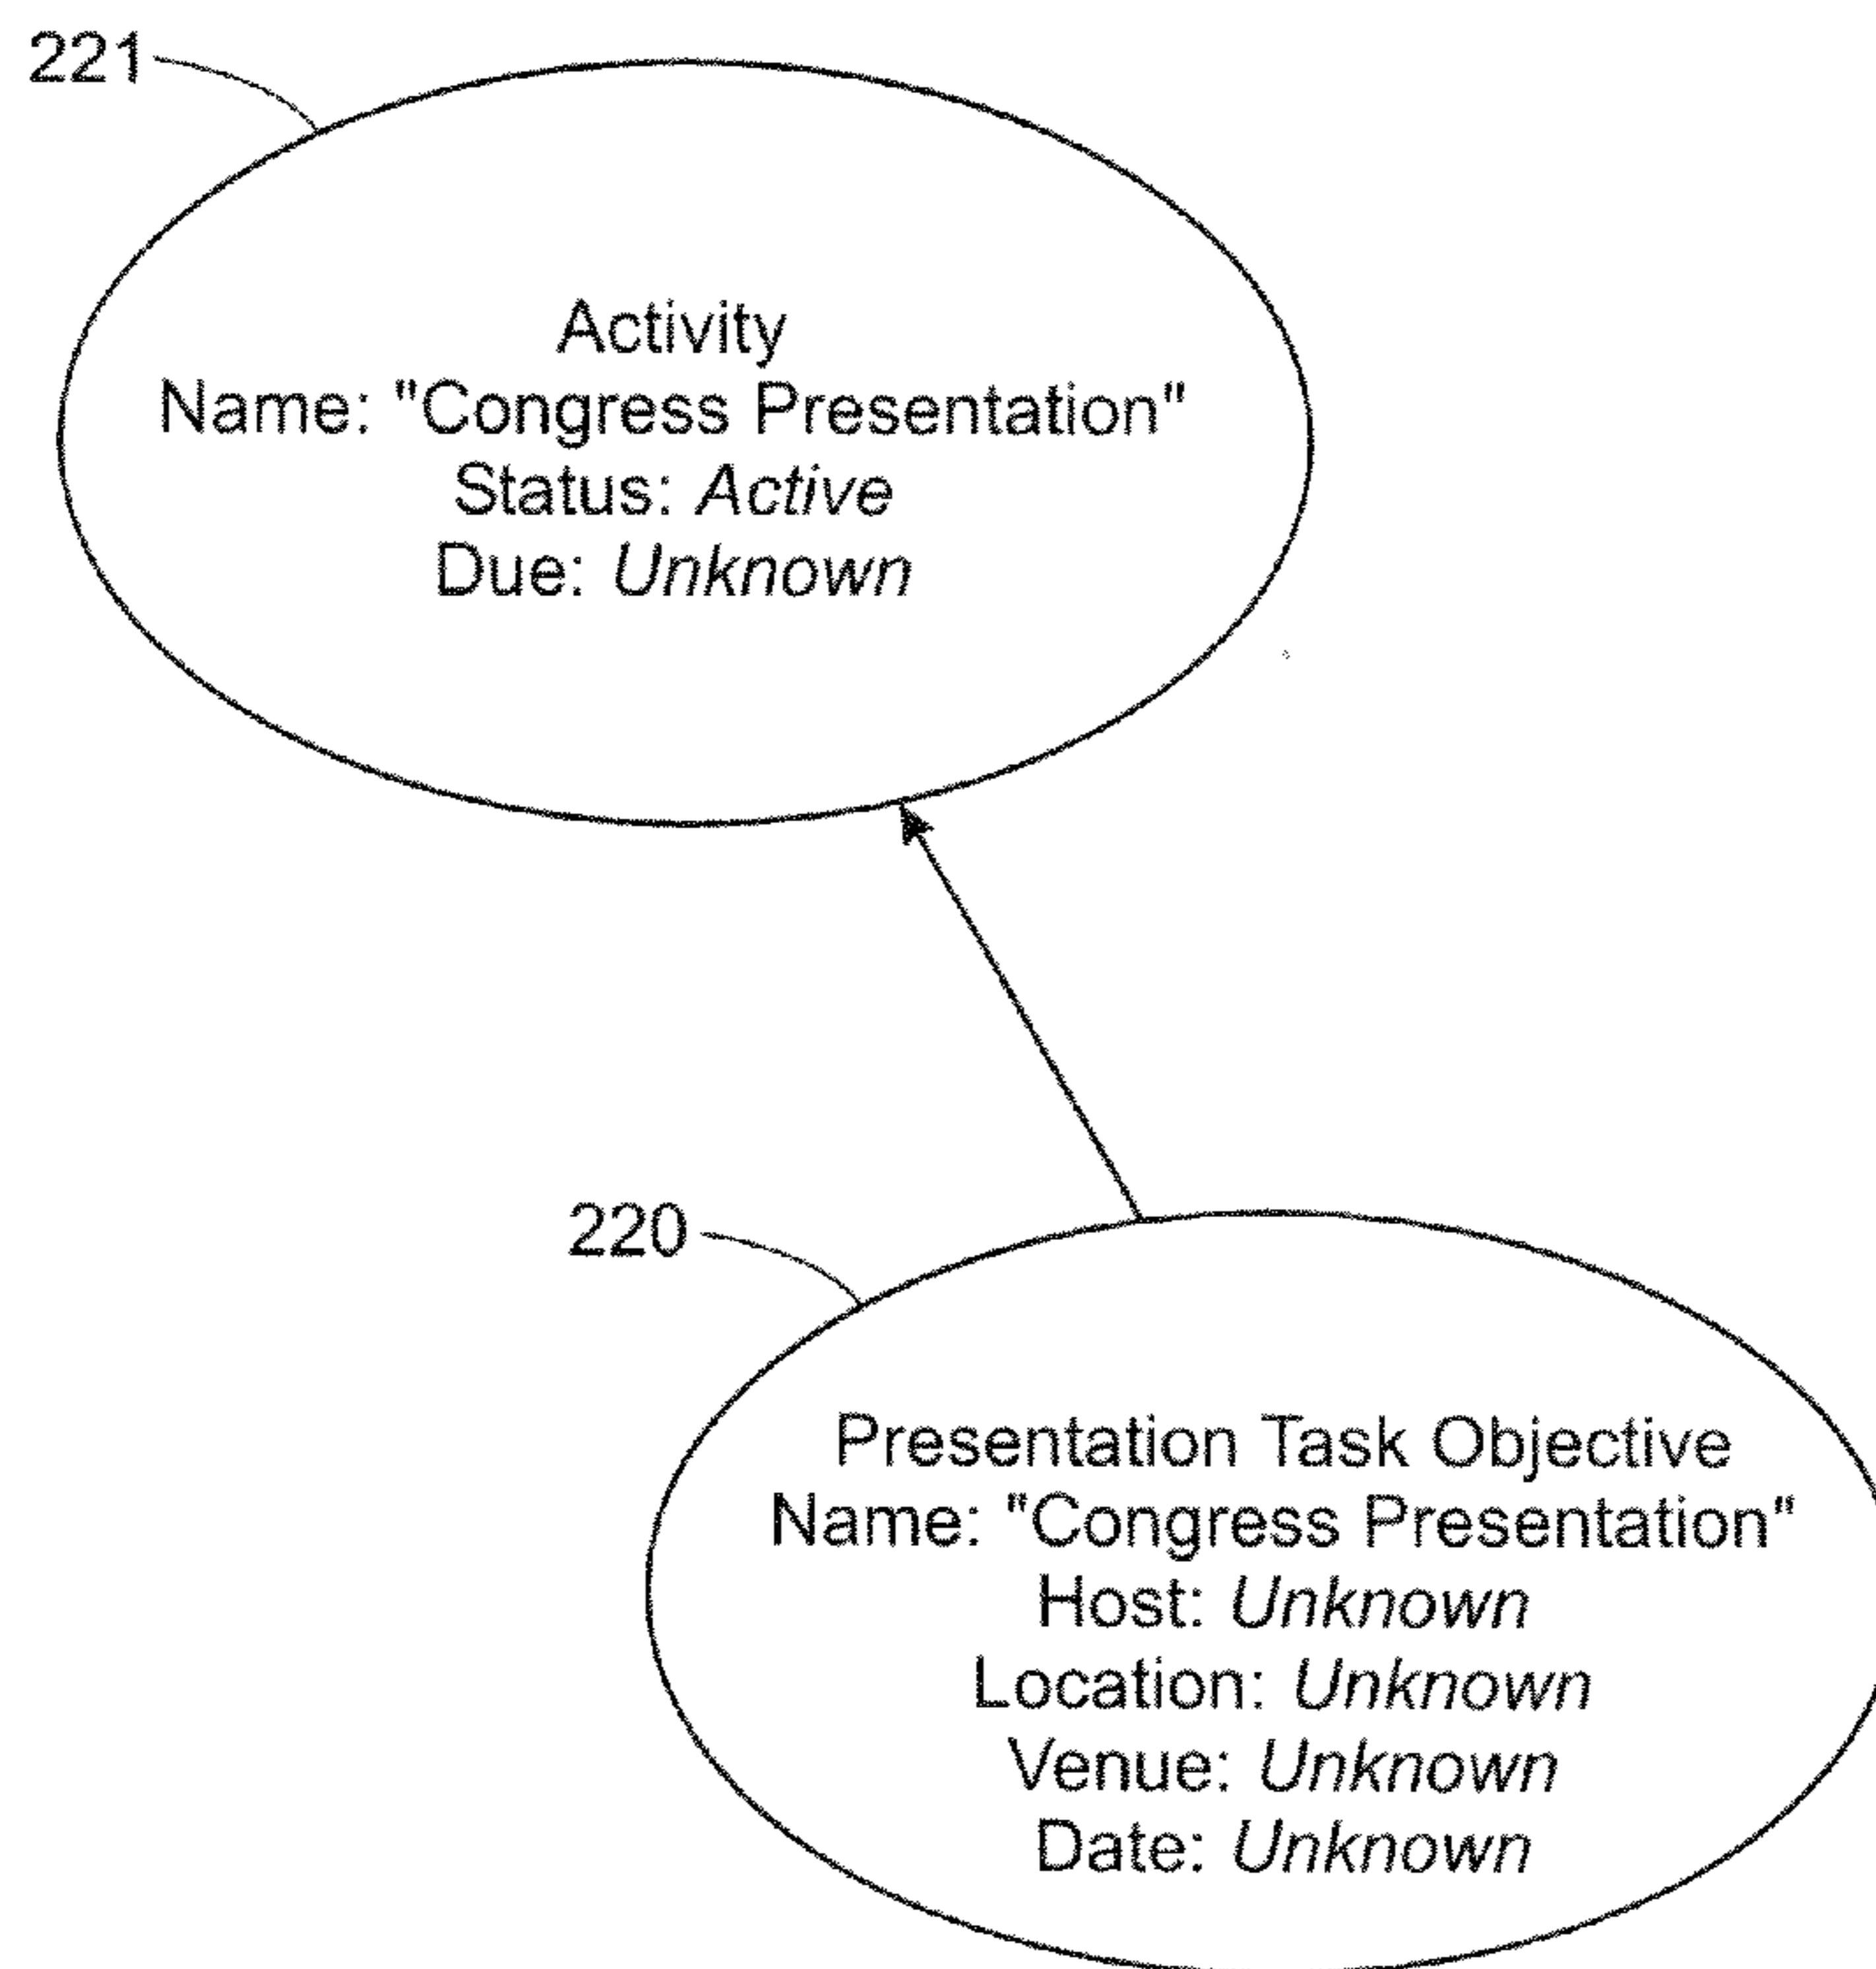 221
Activity
Name: "Congress Presentation"
Status: Active
Due: Unknown
220
Presentation Task Objective
Name: "Congress Presentation"
Host: Unknown
Location: Unknown
Venue: Unknown
Date: Unknown